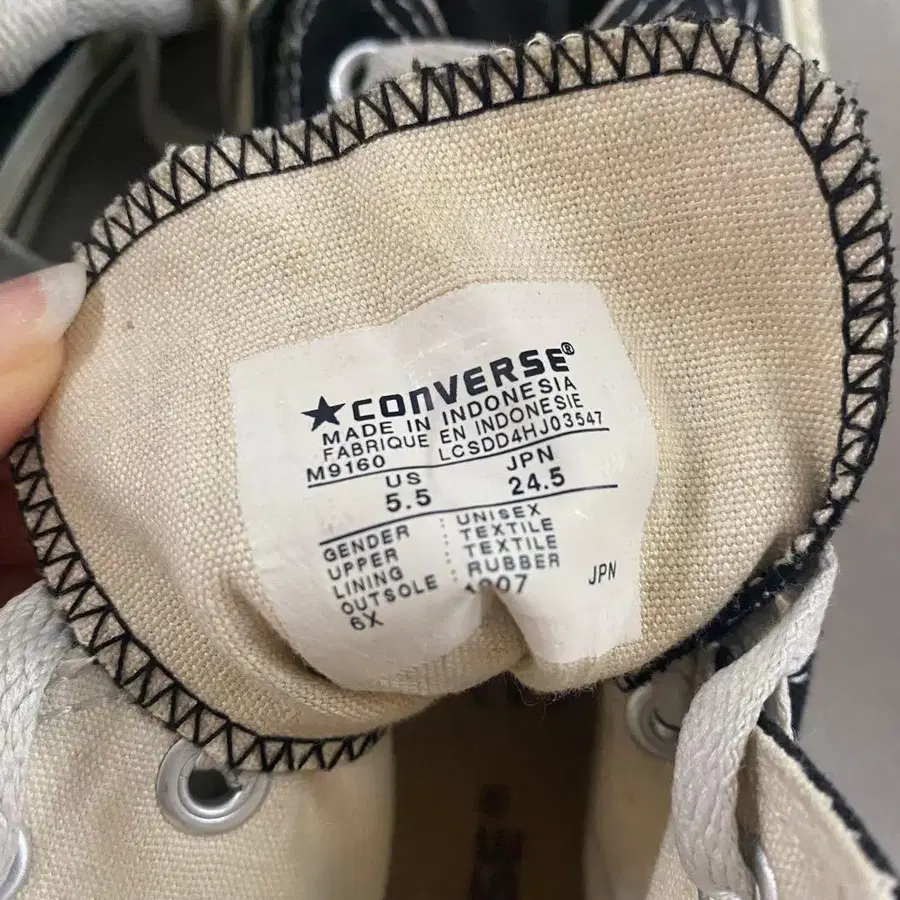 ★CONVERSE®
MADE IN INDONESIA
FABRIQUE EN INDONESIE
M9160 LCSDD4HJ03547
US JPN
5.5 24.5
GENDER : UNISEX
UPPER : TEXTILE
LINING : TEXTILE
OUTSOLE : RUBBER
6X JPN